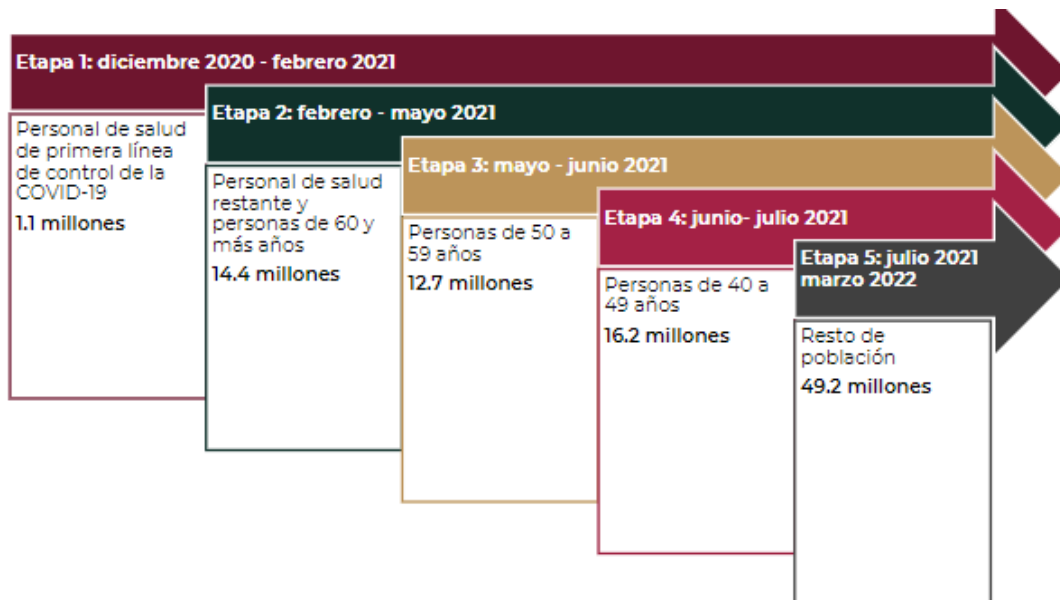 Etapa 1: diciembre 2020 - febrero 2021
Personal de salud
de primera línea
de control de la
COVID-19
1.1 millones
Etapa 2: febrero - mayo 2021
Personal de salud
restante y
personas de 60 y
más años
14.4 millones
Etapa 3: mayo - junio 2021
Personas de 50 a
59 años
12.7 millones
Etapa 4: junio- julio 2021
Personas de 40 a
49 años
16.2 millones
Etapa 5: julio 2021
marzo 2022
Resto de
población
49.2 millones